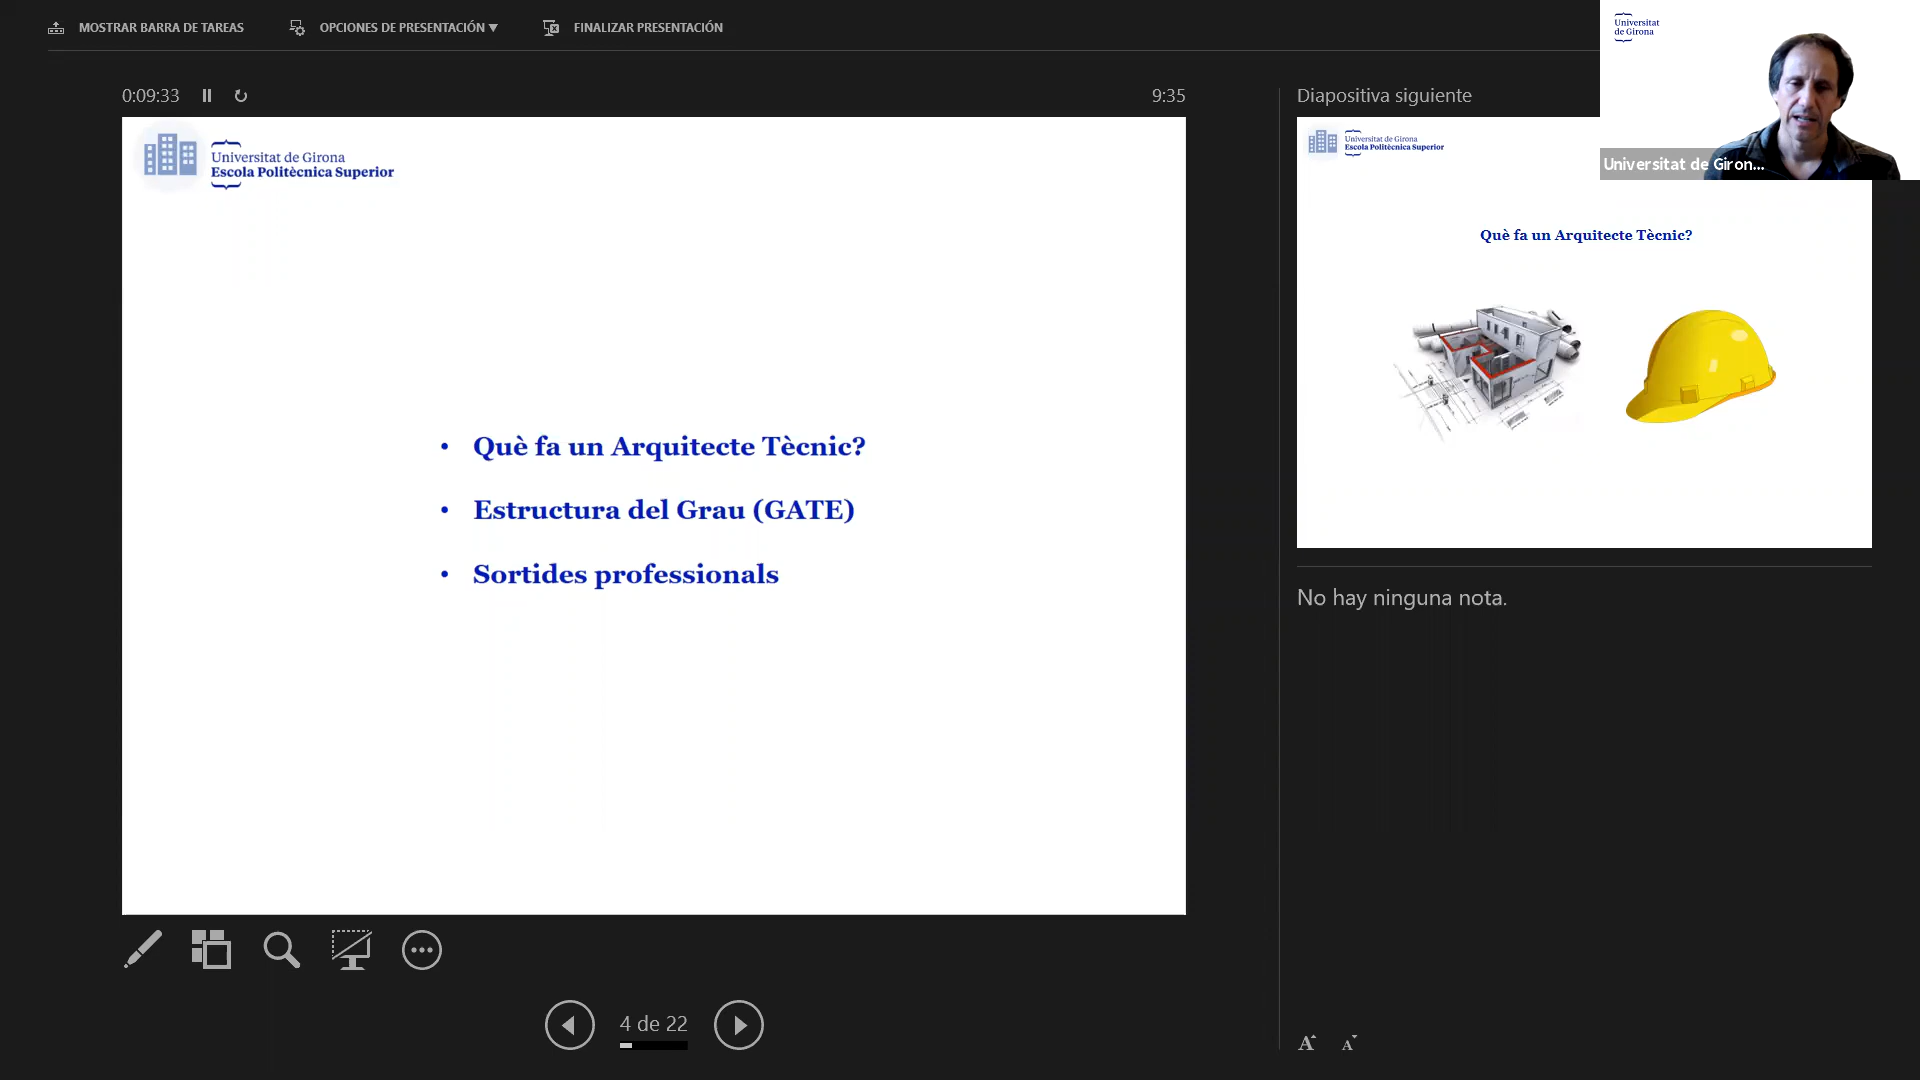 MOSTRAR BARRA DE TAREAS
OPCIONES DE PRESENTACIÓN
FINALIZAR PRESENTACIÓN
Universitat
de Girona
Universitat de Giron...
0:09:33
9:35
Universitat de Girona
Escola Politècnica Superior
• Què fa un Arquitecte Tècnic?
• Estructura del Grau (GATE)
• Sortides professionals
4 de 22
Diapositiva siguiente
Universitat de Girona
Escola Politècnica Superior
Què fa un Arquitecte Tècnic?
No hay ninguna nota.
A A